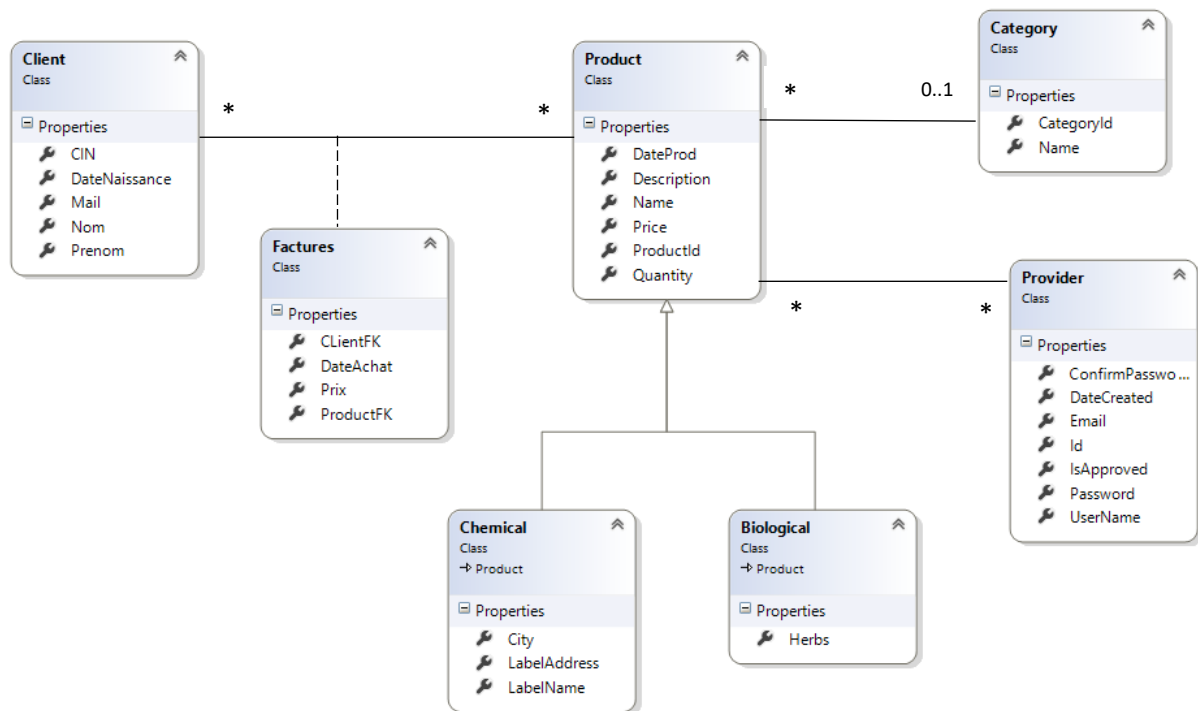 Client
Class
Properties
CIN
DateNaissance
Mail
Nom
Prenom
*
*
Factures
Class
Properties
CLientFK
DateAchat
Prix
ProductFK
Product
Class
Properties
DateProd
Description
Name
Price
ProductId
Quantity
*
0..1
Category
Class
Properties
CategoryId
Name
*
*
Provider
Class
Properties
ConfirmPasswo...
DateCreated
Email
Id
IsApproved
Password
UserName
Chemical
Class
Product
Properties
City
LabelAddress
LabelName
Biological
Class
Product
Properties
Herbs